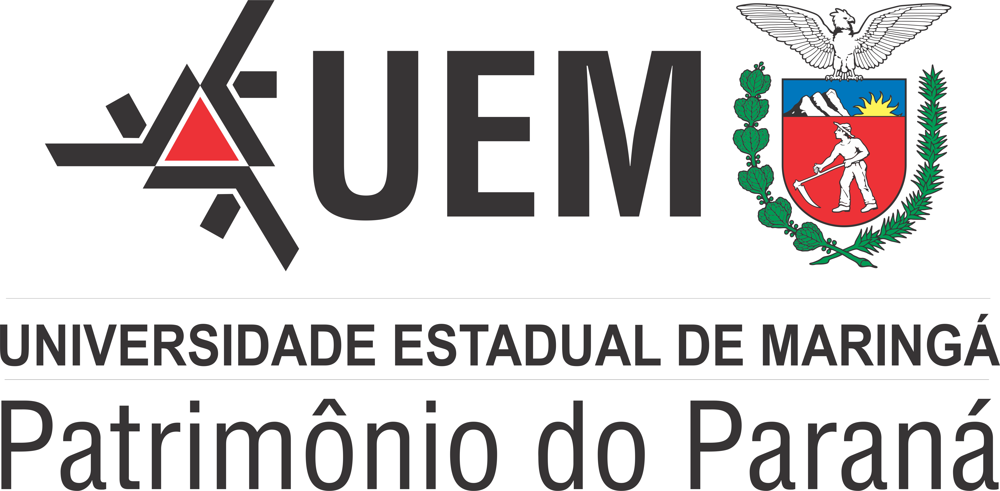 UEM
UNIVERSIDADE ESTADUAL DE MARINGÁ
Patrimônio do Paraná